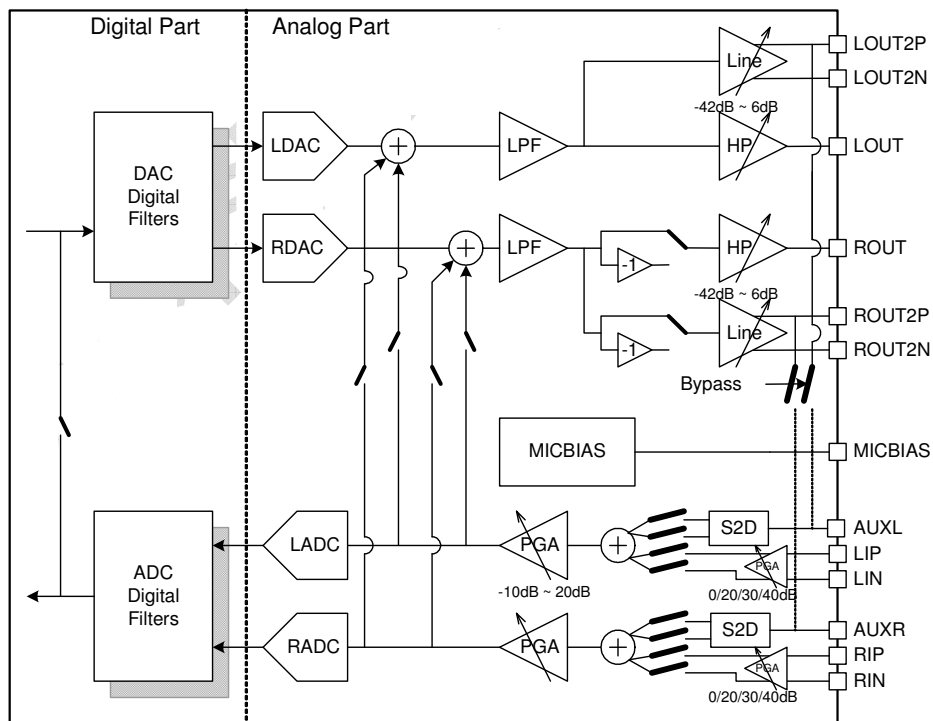 Digital Part
Analog Part
LOUT2P
Line
LOUT2N
-42dB ~ 6dB
DAC
Digital
Filters
LDAC
+
LPF
HP
LOUT
RDAC
+
LPF
-1
HP
ROUT
-42dB ~ 6dB
ROUT2P
-1
Line
ROUT2N
Bypass
MICBIAS
MICBIAS
ADC
Digital
Filters
LADC
PGA
-10dB ~ 20dB
+
S2D
AUXL
PGA
LIP
LIN
0/20/30/40dB
RADC
PGA
+
S2D
AUXR
PGA
RIP
RIN
0/20/30/40dB